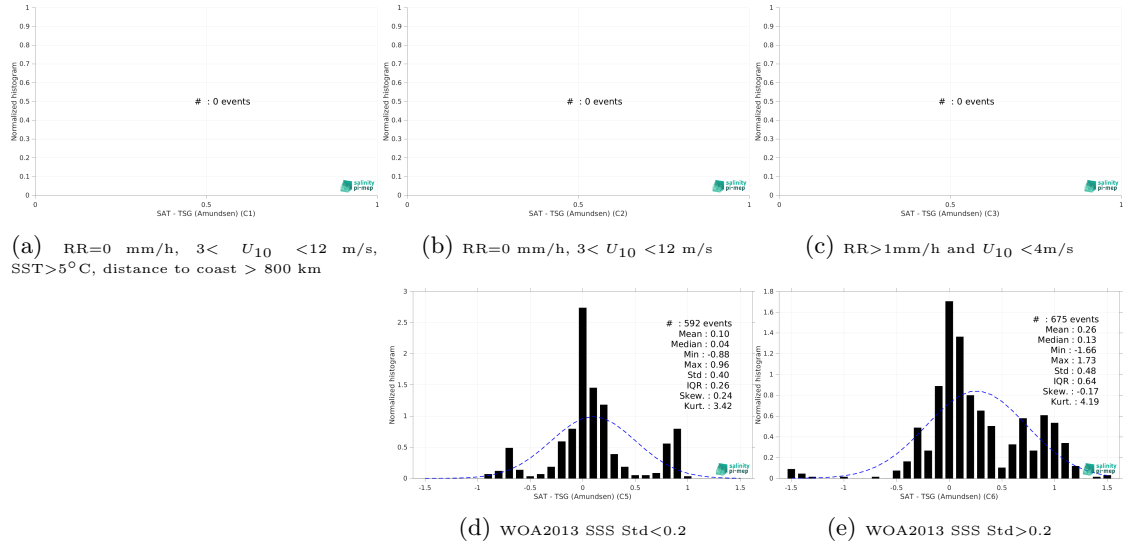 1
0.9
0.8
0.7
0.6
0.5
0.4
0.3
0.2
0.1
0
Normalized histogram
# : 0 events
0
0.5
1
SAT - TSG (Amundsen) (C1)
salinity
pi-mep
(a) RR=0 mm/h, 3< U10 <12 m/s,
SST>5°C, distance to coast > 800 km
1
0.9
0.8
0.7
0.6
0.5
0.4
0.3
0.2
0.1
0
Normalized histogram
# : 0 events
0
0.5
1
SAT - TSG (Amundsen) (C2)
salinity
pi-mep
(b) RR=0 mm/h, 3< U10 <12 m/s
1
0.9
0.8
0.7
0.6
0.5
0.4
0.3
0.2
0.1
0
Normalized histogram
# : 0 events
0
0.5
1
SAT - TSG (Amundsen) (C3)
salinity
pi-mep
(c) RR>1mm/h and U10 <4m/s
3
2.5
2
1.5
1
0.5
0
Normalized histogram
# : 592 events
Mean : 0.10
Median : 0.04
Min : -0.88
Max : 0.96
Std : 0.40
IQR : 0.26
Skew. : 0.24
Kurt. : 3.42
-1.5
-1
-0.5
0
0.5
1
1.5
SAT - TSG (Amundsen) (C5)
salinity
pi-mep
(d) WOA2013 SSS Std<0.2
1.8
1.6
1.4
1.2
1
0.8
0.6
0.4
0.2
0
Normalized histogram
# : 675 events
Mean : 0.26
Median : 0.13
Min : -1.66
Max : 1.73
Std : 0.48
IQR : 0.64
Skew. : -0.17
Kurt. : 4.19
-1.5
-1
-0.5
0
0.5
1
1.5
SAT - TSG (Amundsen) (C6)
salinity
pi-mep
(e) WOA2013 SSS Std>0.2